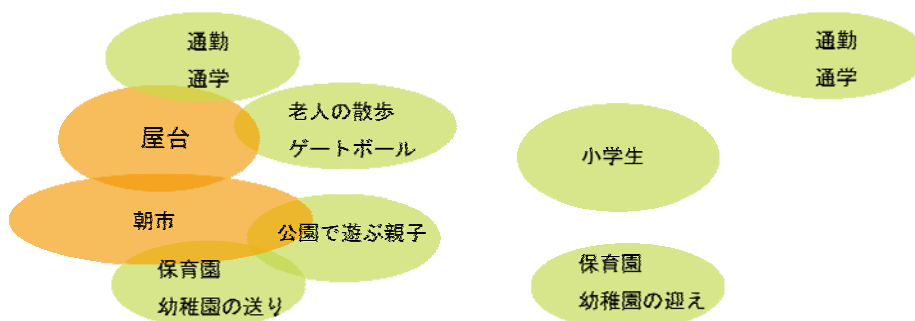 通勤
通学
老人の散歩
ゲートボール
屋台
朝市
公園で遊ぶ親子
保育園
幼稚園の送り
小学生
保育園
幼稚園の迎え
通勤
通学